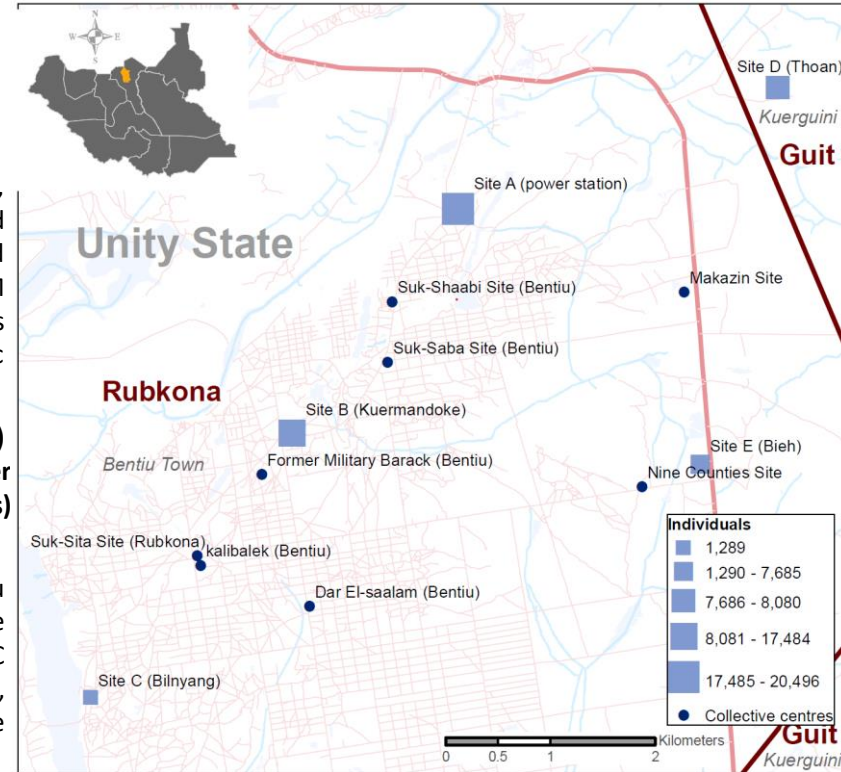 N
W E
S
Site D (Thoan)
Kuerguini
Guit
Site A (power station)
Unity State
Suk-Shaabi Site (Bentiu)
Makazin Site
Suk-Saba Site (Bentiu)
Rubkona
Site B (Kuermandoke)
Bentiu Town
Former Military Barack (Bentiu)
Site E (Bieh)
Nine Counties Site
Suk-Sita Site (Rubkona)
kalibalek (Bentiu)
Dar El-saalam (Bentiu)
Site C (Bilnyang)
Individuals
1,289
1,290 - 7,685
7,686 - 8,080
8,081 - 17,484
17,485 - 20,496
Collective centres
Kilometers
0 0.5 1 2
Guit
Kuerguini